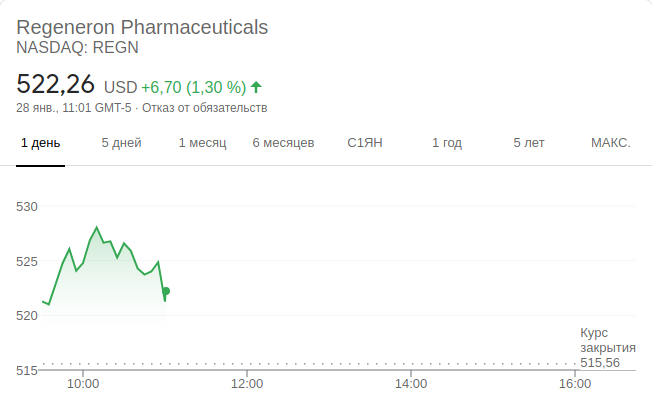 Regeneron Pharmaceuticals
NASDAQ: REGN
522,26 USD +6,70 (1,30 %)
28 янв., 11:01 GMT-5 · Отказ от обязательств
1 день 5 дней 1 месяц 6 месяцев С1ЯН 1 год 5 лет МАКС.
530
525
520
Курс
закрытия
515,56
515
10:00 12:00 14:00 16:00